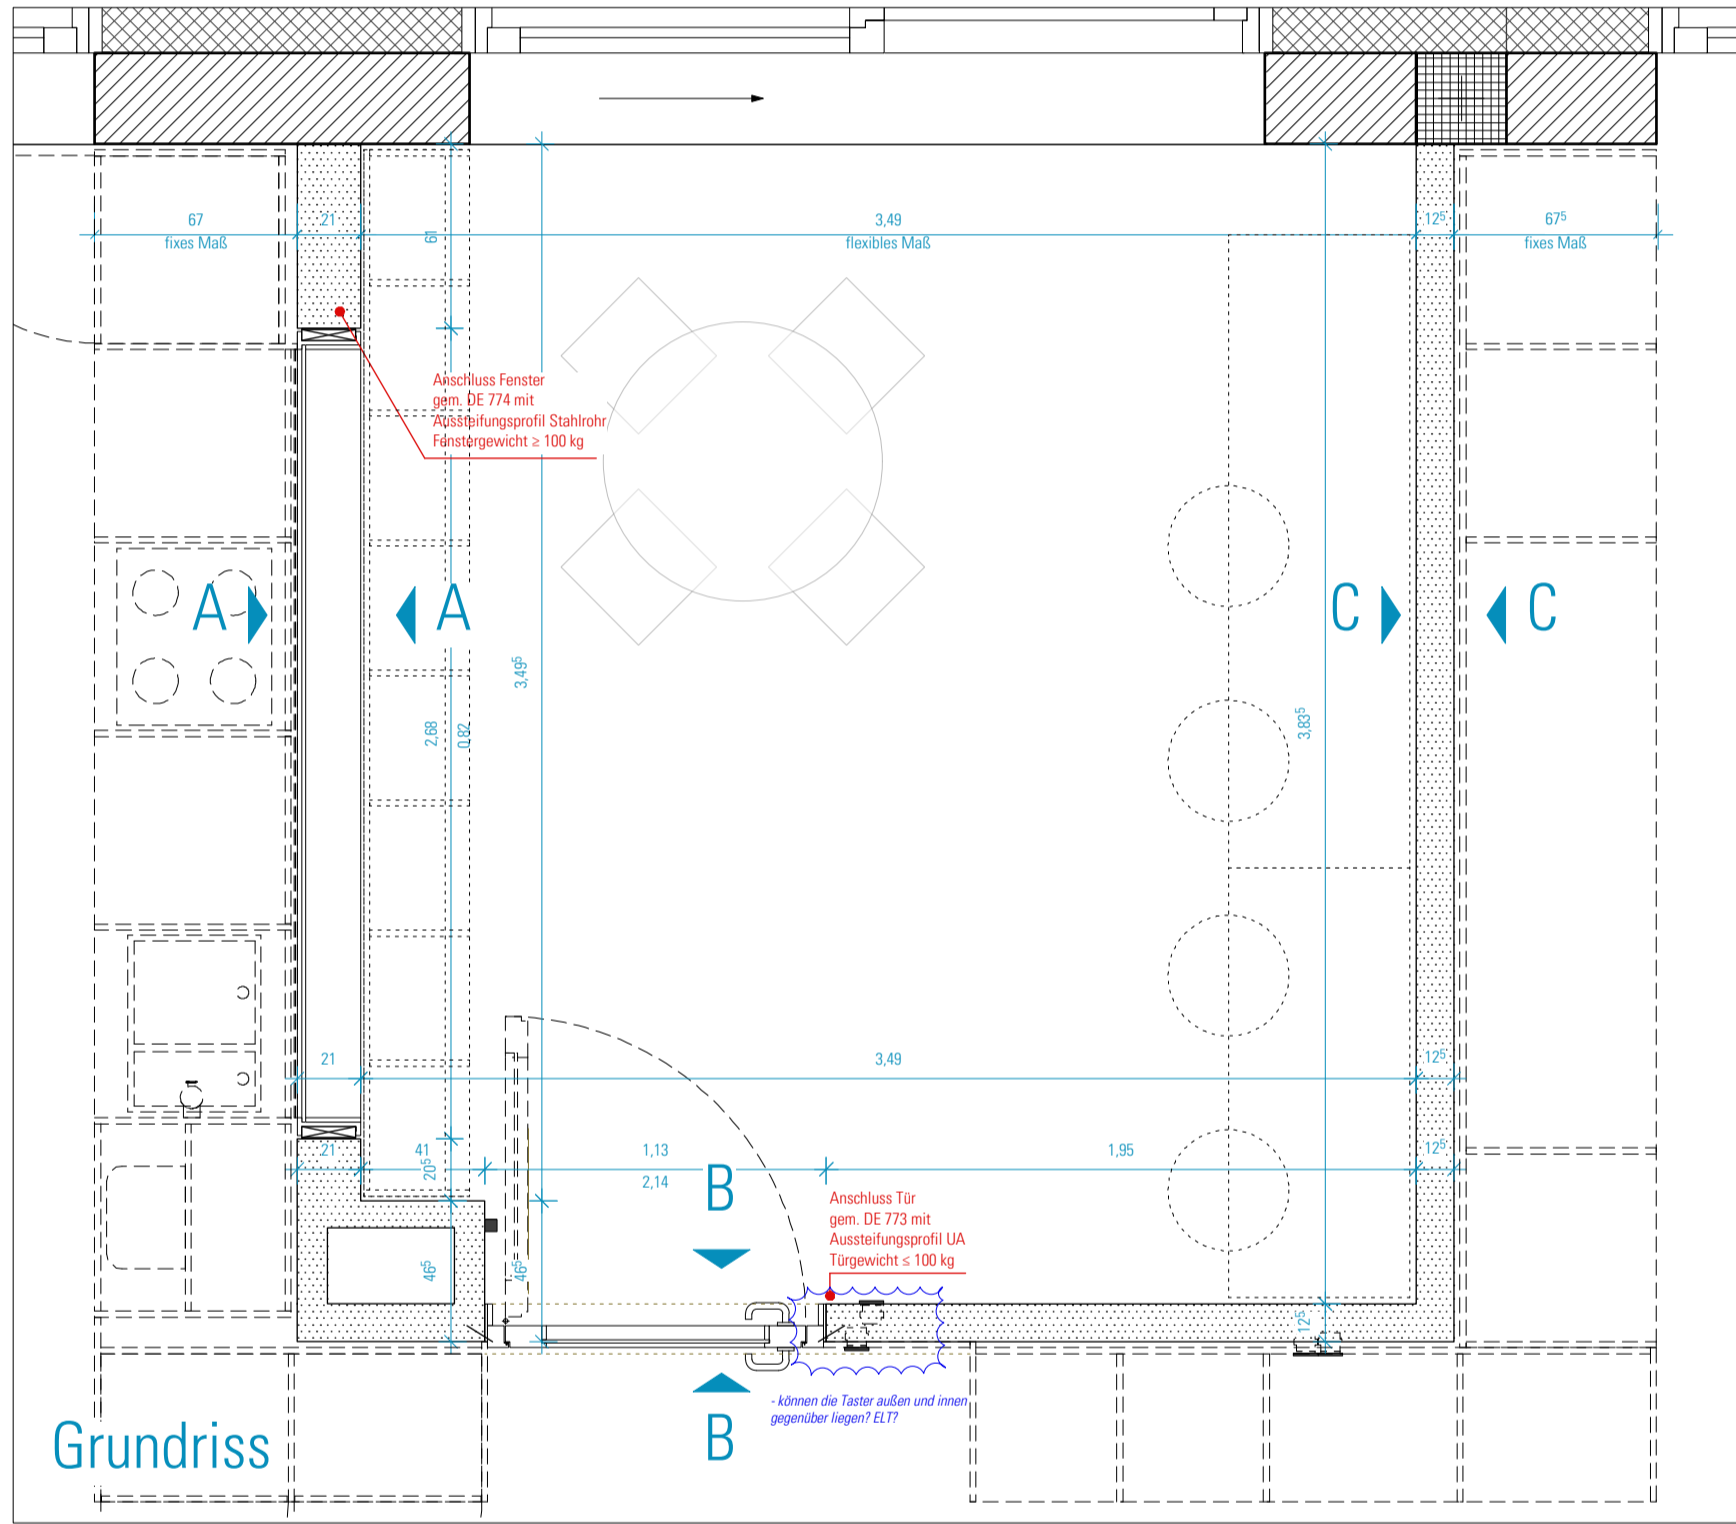 67
fixes Maß
21
61
3,49
flexibles Maß
12⁵
67⁵
fixes Maß
Anschluss Fenster
gem. DE 774 mit
Aussteifungsprofil Stahlrohr
Fenstergewicht ≥ 100 kg
A
A
C
C
3,49⁵
2,68
0,82
3,83⁵
21
3,49
12⁵
21
41
20⁵
1,13
2,14
1,95
12⁵
B
Anschluss Tür
gem. DE 773 mit
Aussteifungsprofil UA
Türgewicht ≤ 100 kg
46⁵
46⁵
12⁵
- können die Taster außen und innen
gegenüber liegen? ELT?
B
Grundriss